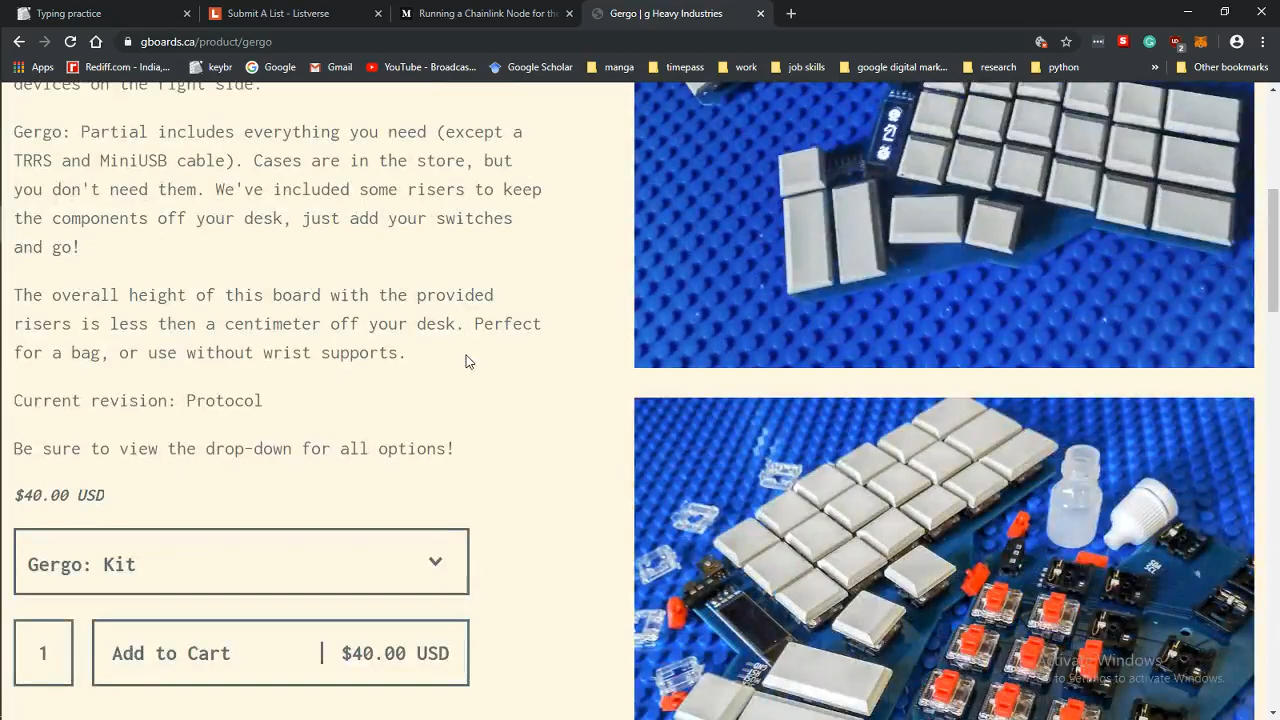 Typing practice
Submit A List - Listverse
Running a Chainlink Node for the
Gergo | g Heavy Industries
gboards.ca/product/gergo
Apps
Rediff.com - India,...
keybr
Google
Gmail
YouTube - Broadcas...
Google Scholar
manga
timepass
work
job skills
google digital mark...
research
python
Other bookmarks
devices on the right side.
Gergo: Partial includes everything you need (except a
TRRS and MiniUSB cable). Cases are in the store, but
you don't need them. We've included some risers to keep
the components off your desk, just add your switches
and go!
The overall height of this board with the provided
risers is less then a centimeter off your desk. Perfect
for a bag, or use without wrist supports.
Current revision: Protocol
Be sure to view the drop-down for all options!
$40.00 USD
Gergo: Kit
1
Add to Cart | $40.00 USD
Activate Windows
Go to Settings to activate Windows.